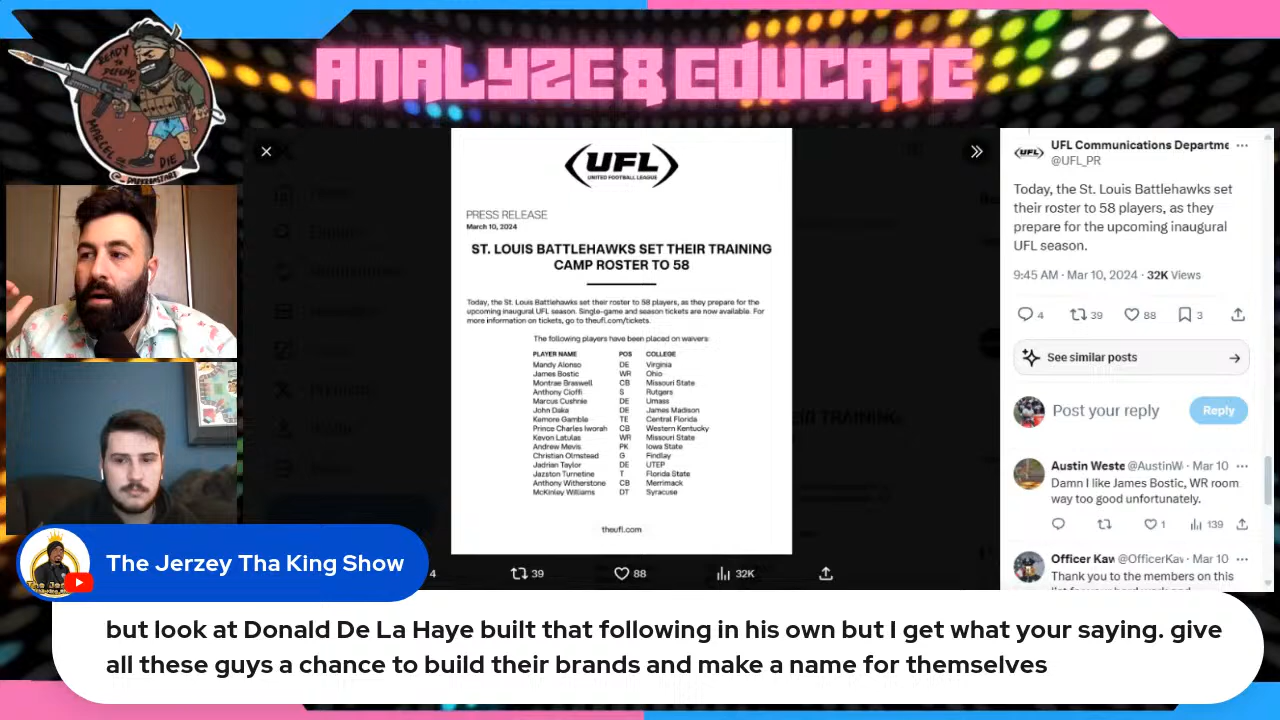 ANALYZE & EDUCATE
READY
TO
DEFEND
MARCEL OR
DIE
UFL
UNITED FOOTBALL LEAGUE
PRESS RELEASE
March 10, 2024
ST. LOUIS BATTLEHAWKS SET THEIR TRAINING
CAMP ROSTER TO 58
Today, the St. Louis Battlehawks set their roster to 58 players, as they prepare for the
upcoming inaugural UFL season. Single-game and season tickets are now available. For
more information on tickets, go to theufl.com/tickets.
The following players have been placed on waivers:
PLAYER NAME POS COLLEGE
Mandy Alonso DE Virginia
James Bostic WR Ohio
Montrae Braswell CB Missouri State
Anthony Cioffi S Rutgers
Marcus Cushnie DE Umass
John Daka DE James Madison
Kemore Gamble TE Central Florida
Prince Charles Iworah CB Western Kentucky
Kevon Latulas WR Missouri State
Andrew Mevis PK Iowa State
Christian Olmstead G Findlay
Jadrian Taylor DE UTEP
Jazston Turnetine T Florida State
Anthony Witherstone CB Merrimack
McKinley Williams DT Syracuse
theufl.com
4 39 88 32K
UFL Communications Departme ...
@UFL_PR
Today, the St. Louis Battlehawks set
their roster to 58 players, as they
prepare for the upcoming inaugural
UFL season.
9:45 AM · Mar 10, 2024 · 32K Views
4 39 88 3
See similar posts
Post your reply Reply
Austin Weste @AustinW · Mar 10 ...
Damn I like James Bostic, WR room
way too good unfortunately.
1 139
Officer Kaw @OfficerKav · Mar 10 ...
Thank you to the members on this
The Jerzey Tha King Show
but look at Donald De La Haye built that following in his own but I get what your saying. give
all these guys a chance to build their brands and make a name for themselves